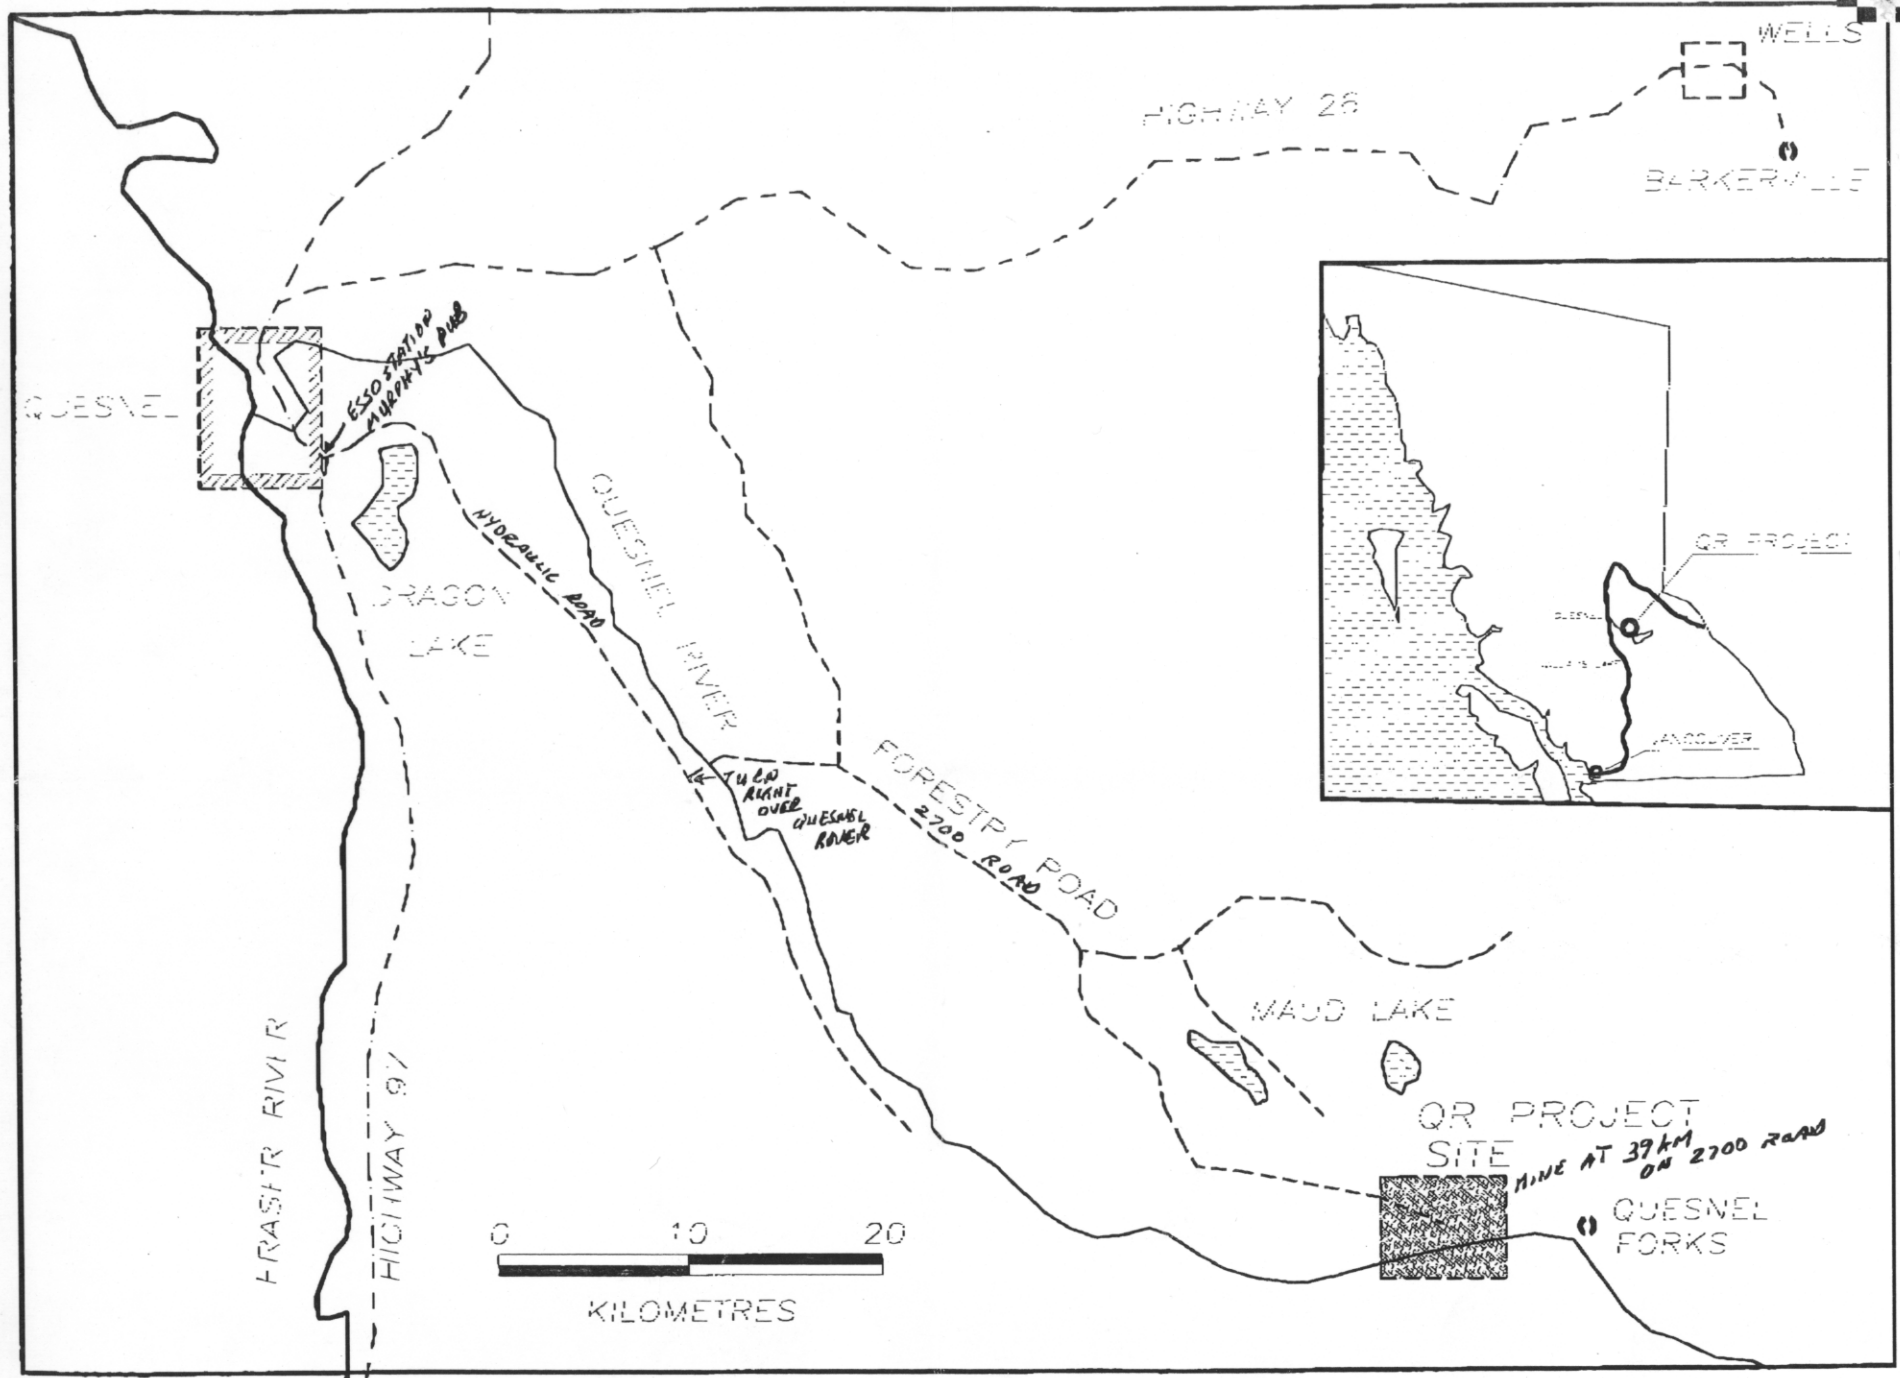 WELLS
HIGHWAY 26
BARKERVILLE
ESSO STATION
MURPHY'S PUB
QUESNEL
QUESNEL RIVER
HYDRAULIC ROAD
DRAGON
LAKE
QR PROJECT
QUESNEL
WILLIAMS LAKE
VANCOUVER
FORESTRY ROAD
2700 ROAD
TURN
RIGHT
OVER
QUESNEL
RIVER
MAUD LAKE
QR PROJECT
SITE
MINE AT 39 KM
ON 2700 ROAD
QUESNEL
FORKS
FRASER RIVER
HIGHWAY 97
0 10 20
KILOMETRES